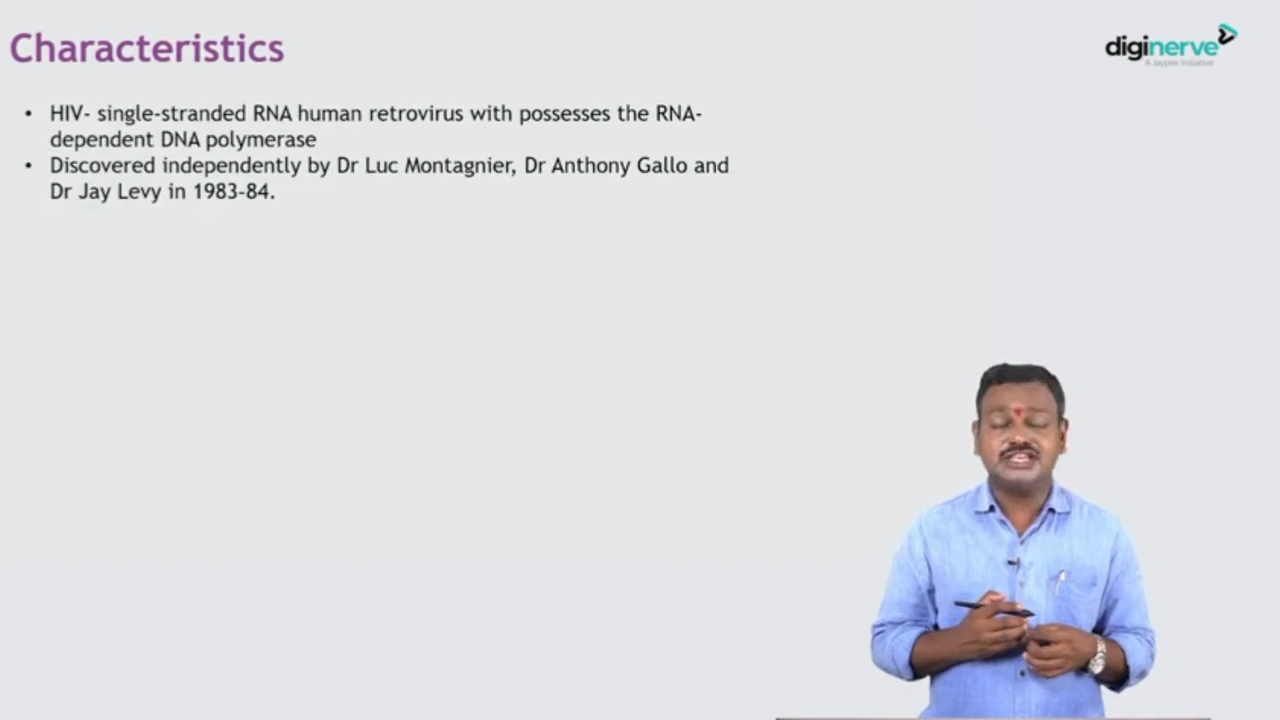 Characteristics
diginerve
A Jaypee Initiative
• HIV- single-stranded RNA human retrovirus with possesses the RNA-
dependent DNA polymerase
• Discovered independently by Dr Luc Montagnier, Dr Anthony Gallo and
Dr Jay Levy in 1983-84.